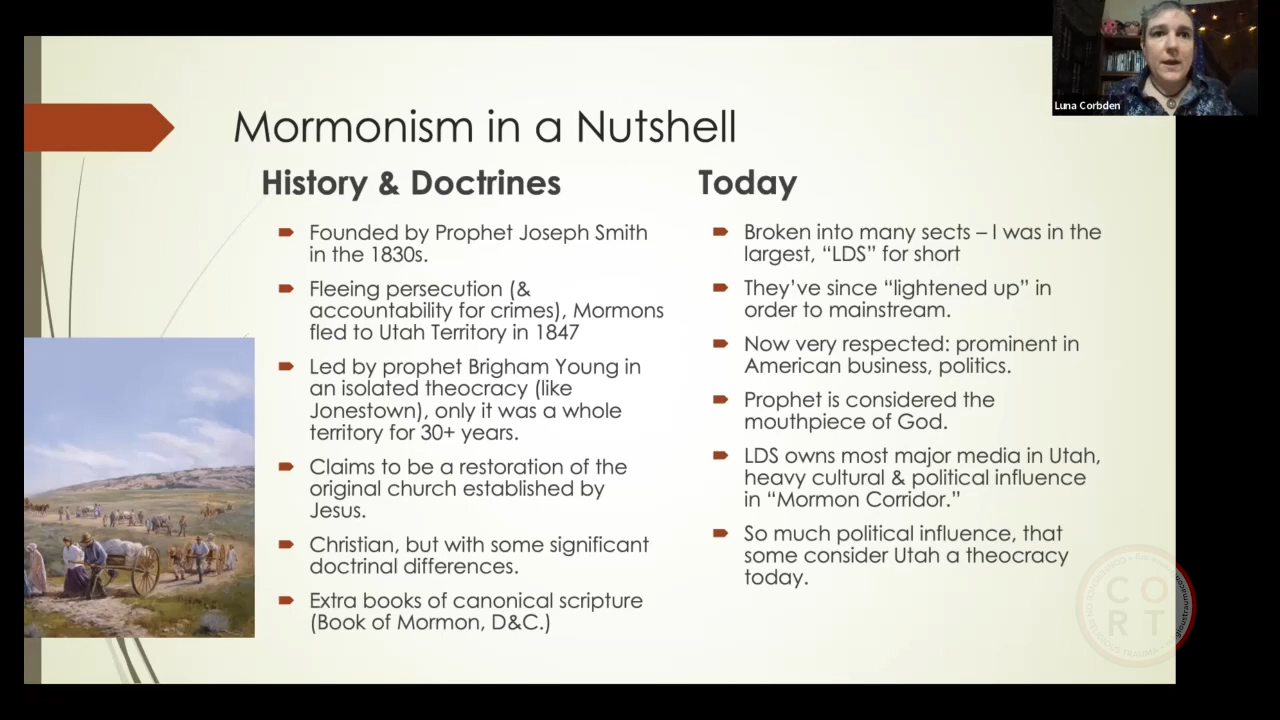 Luna Corbden
Mormonism in a Nutshell
History & Doctrines
Founded by Prophet Joseph Smith
in the 1830s.
Fleeing persecution (&
accountability for crimes), Mormons
fled to Utah Territory in 1847
Led by prophet Brigham Young in
an isolated theocracy (like
Jonestown), only it was a whole
territory for 30+ years.
Claims to be a restoration of the
original church established by
Jesus.
Christian, but with some significant
doctrinal differences.
Extra books of canonical scripture
(Book of Mormon, D&C.)
Today
Broken into many sects – I was in the
largest, “LDS” for short
They’ve since “lightened up” in
order to mainstream.
Now very respected: prominent in
American business, politics.
Prophet is considered the
mouthpiece of God.
LDS owns most major media in Utah,
heavy cultural & political influence
in “Mormon Corridor.”
So much political influence, that
some consider Utah a theocracy
today.
CO
RT